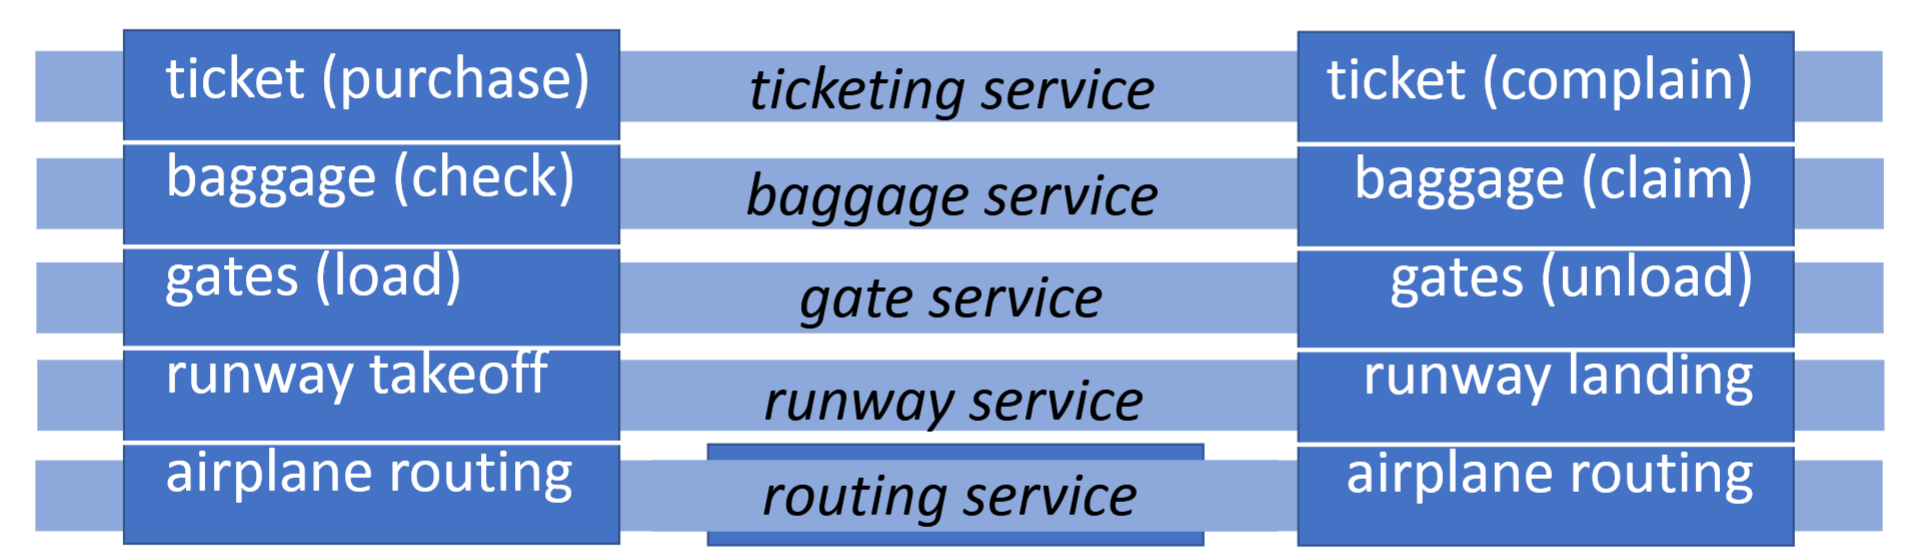 ticket (purchase) ticketing service ticket (complain)
baggage (check) baggage service baggage (claim)
gates (load) gate service gates (unload)
runway takeoff runway service runway landing
airplane routing routing service airplane routing